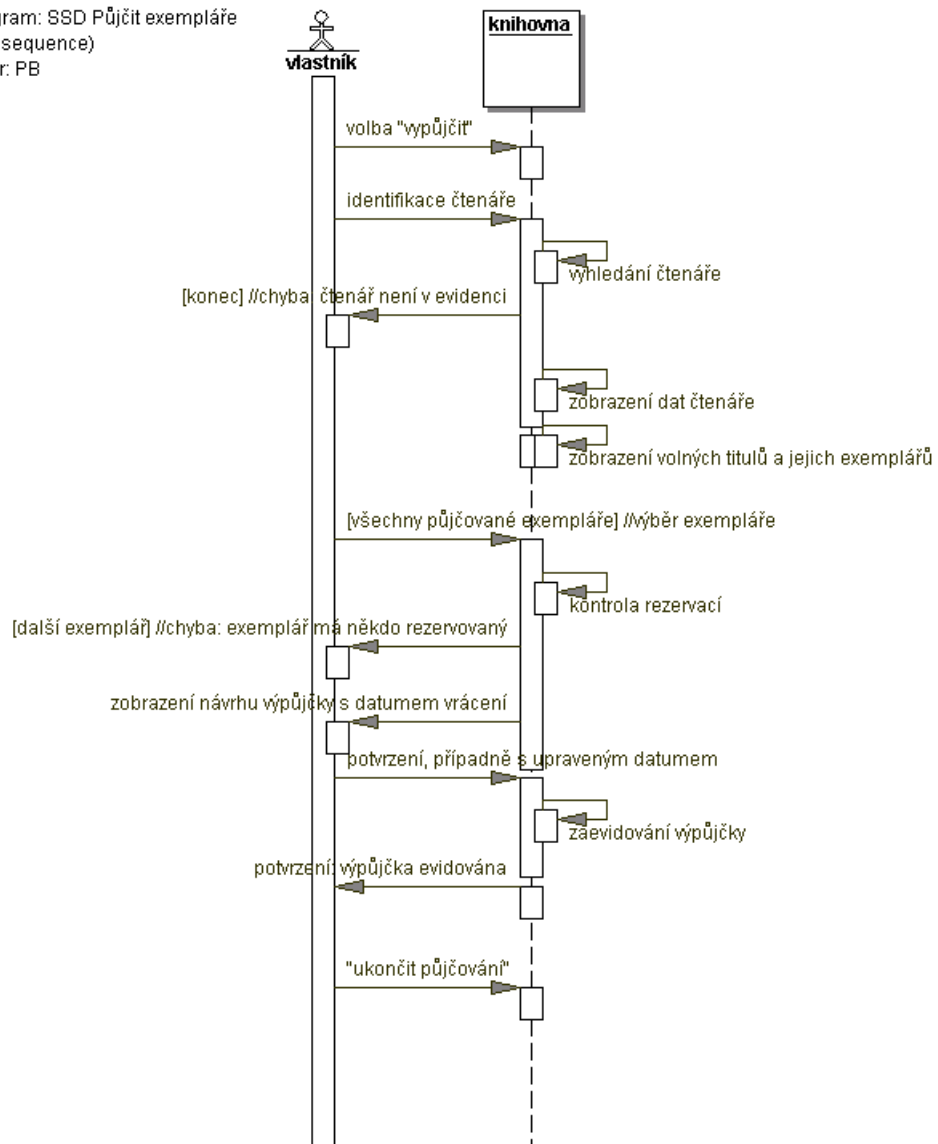 gram: SSD Půjčit exempláře
sequence)
r: PB
vlastník
knihovna
volba "vypůjčit"
identifikace čtenáře
vyhledání čtenáře
[konec] //chyba: čtenář není v evidenci
zobrazení dat čtenáře
zobrazení volných titulů a jejich exemplářů
[všechny půjčované exempláře] //výběr exempláře
kontrola rezervací
[další exemplář] //chyba: exemplář má někdo rezervovaný
zobrazení návrhu výpůjčky s datumem vrácení
potvrzení, případně s upraveným datumem
zaevidování výpůjčky
potvrzení: výpůjčka evidována
"ukončit půjčování"